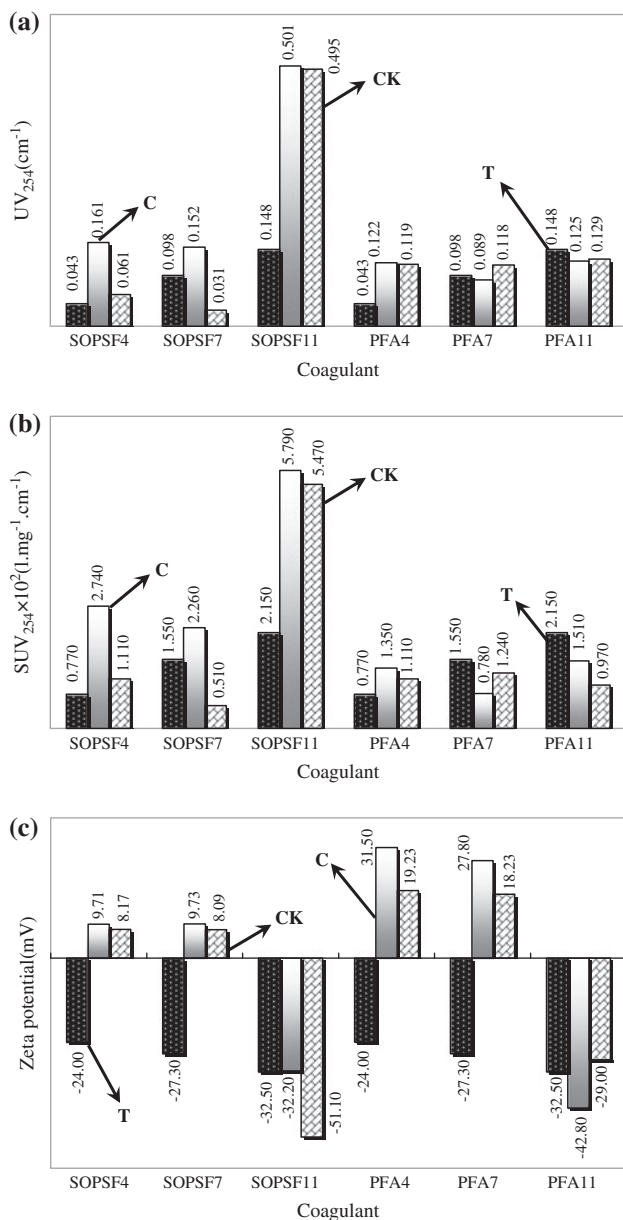 (a)
UV254(cm-1)
0.043
0.161
0.061
C
0.098
0.152
0.031
0.148
0.501
0.495
CK
0.043
0.122
0.119
0.098
0.089
0.118
T
0.148
0.125
0.129
SOPSF4 SOPSF7 SOPSF11 PFA4 PFA7 PFA11
Coagulant
(b)
SUV254×10²(l.mg-1.cm-1)
0.770
2.740
1.110
C
1.550
2.260
0.510
2.150
5.790
5.470
CK
0.770
1.350
1.110
1.550
0.780
1.240
T
2.150
1.510
0.970
SOPSF4 SOPSF7 SOPSF11 PFA4 PFA7 PFA11
Coagulant
(c)
Zeta potential(mV)
-24.00
9.71
8.17
T
-27.30
9.73
8.09
CK
-32.50
-32.20
-51.10
C
-24.00
31.50
19.23
-27.30
27.80
18.23
-32.50
-42.80
-29.00
SOPSF4 SOPSF7 SOPSF11 PFA4 PFA7 PFA11
Coagulant